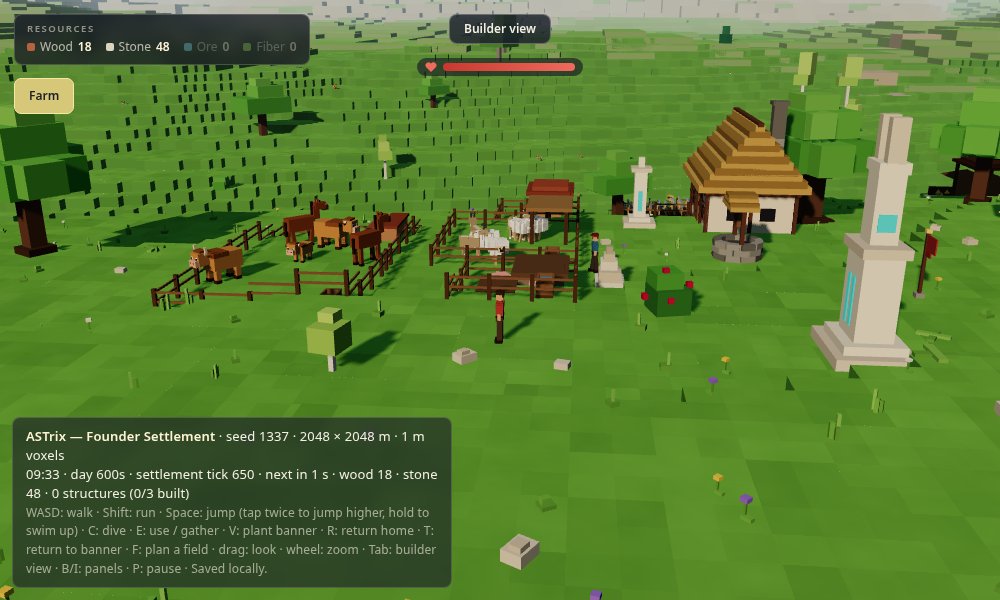 RESOURCES
Wood 18 Stone 48 Ore 0 Fiber 0
Builder view
Farm
ASTrix — Founder Settlement · seed 1337 · 2048 × 2048 m · 1 m
voxels
09:33 · day 600s · settlement tick 650 · next in 1 s · wood 18 · stone
48 · 0 structures (0/3 built)
WASD: walk · Shift: run · Space: jump (tap twice to jump higher, hold to
swim up) · C: dive · E: use / gather · V: plant banner · R: return home · T:
return to banner · F: plan a field · drag: look · wheel: zoom · Tab: builder
view · B/I: panels · P: pause · Saved locally.